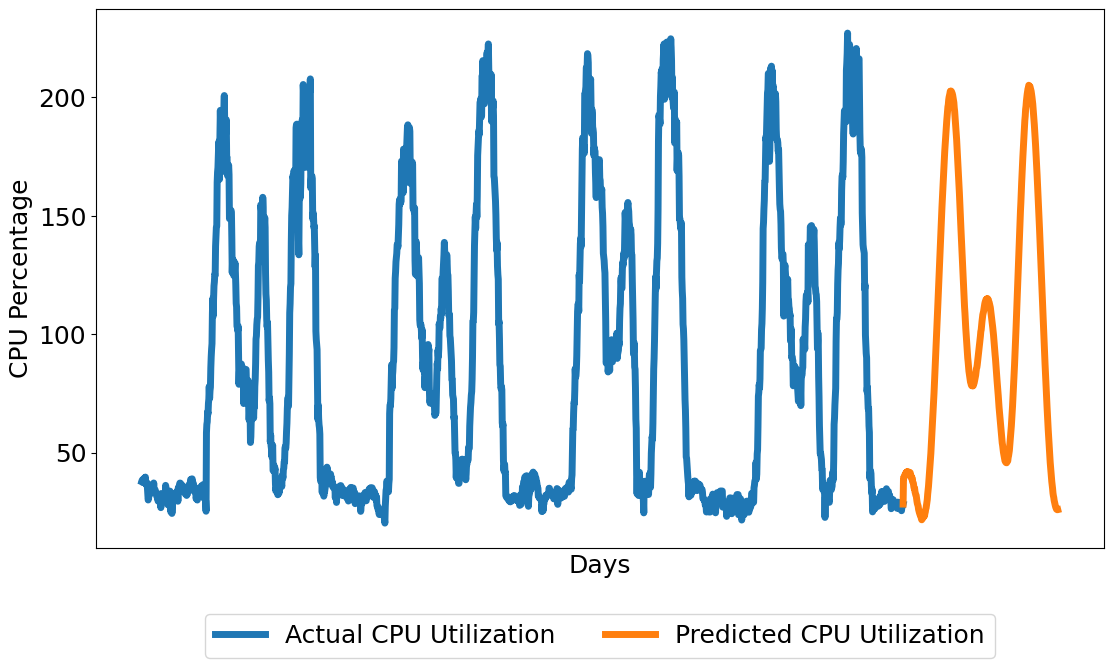 200
150
100
50
CPU Percentage
Days
Actual CPU Utilization
Predicted CPU Utilization